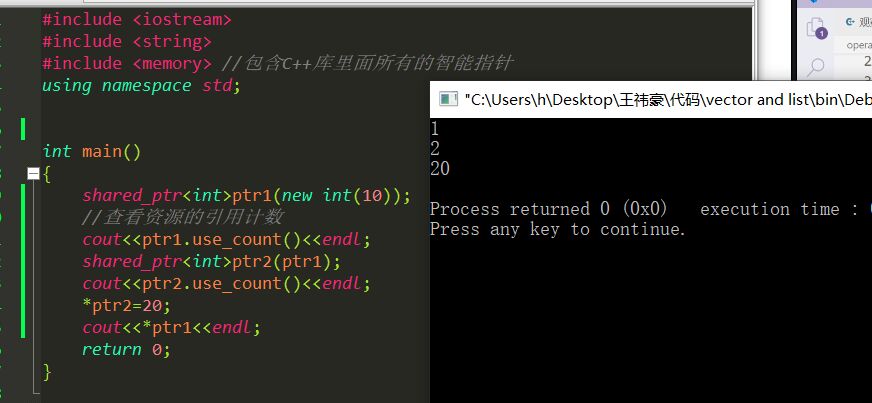 #include <iostream>
#include <string>
#include <memory> //包含C++库里面所有的智能指针
using namespace std;
int main()
{
shared_ptr<int>ptr1(new int(10));
//查看资源的引用计数
cout<<ptr1.use_count()<<endl;
shared_ptr<int>ptr2(ptr1);
cout<<ptr2.use_count()<<endl;
*ptr2=20;
cout<<*ptr1<<endl;
return 0;
}
"C:\Users\h\Desktop\王祎豪\代码\vector and list\bin\Deb
1
2
20
Process returned 0 (0x0)   execution time :
Press any key to continue.
1
opera
2